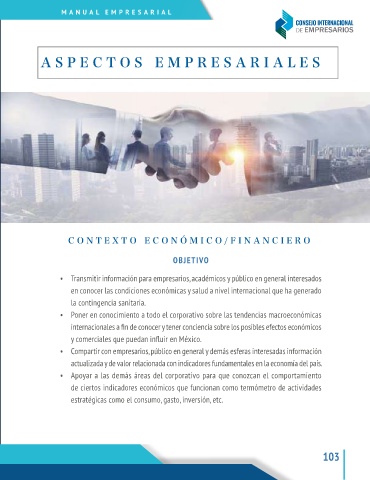 MANUAL EMPRESARIAL
CONSEJO INTERNACIONAL
DE EMPRESARIOS
ASPECTOS EMPRESARIALES
CONTEXTO ECONÓMICO/FINANCIERO
OBJETIVO
• Transmitir información para empresarios, académicos y público en general interesados
en conocer las condiciones económicas y salud a nivel internacional que ha generado
la contingencia sanitaria.
• Poner en conocimiento a todo el corporativo sobre las tendencias macroeconómicas
internacionales a fin de conocer y tener conciencia sobre los posibles efectos económicos
y comerciales que puedan influir en México.
• Compartir con empresarios, público en general y demás esferas interesadas información
actualizada y de valor relacionada con indicadores fundamentales en la economía del país.
• Apoyar a las demás áreas del corporativo para que conozcan el comportamiento
de ciertos indicadores económicos que funcionan como termómetro de actividades
estratégicas como el consumo, gasto, inversión, etc.
103